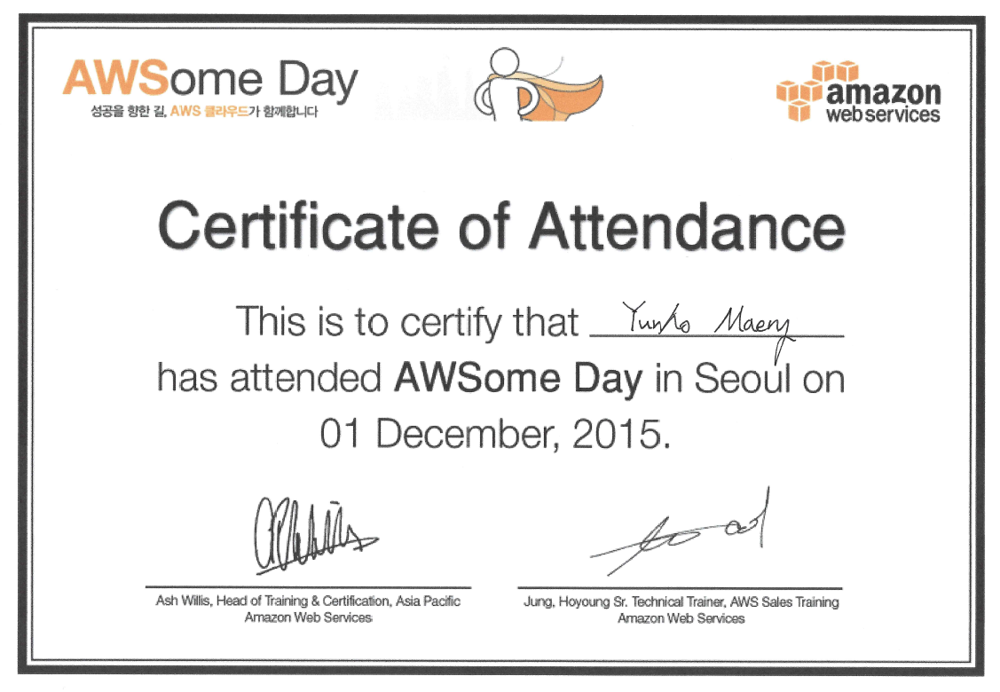 AWSome Day
성공을 향한 길, AWS 클라우드가 함께합니다
amazon
web services
Certificate of Attendance
This is to certify that Yunho Maeng
has attended AWSome Day in Seoul on
01 December, 2015.
Ash Willis, Head of Training & Certification, Asia Pacific
Amazon Web Services
Jung, Hoyoung Sr. Technical Trainer, AWS Sales Training
Amazon Web Services